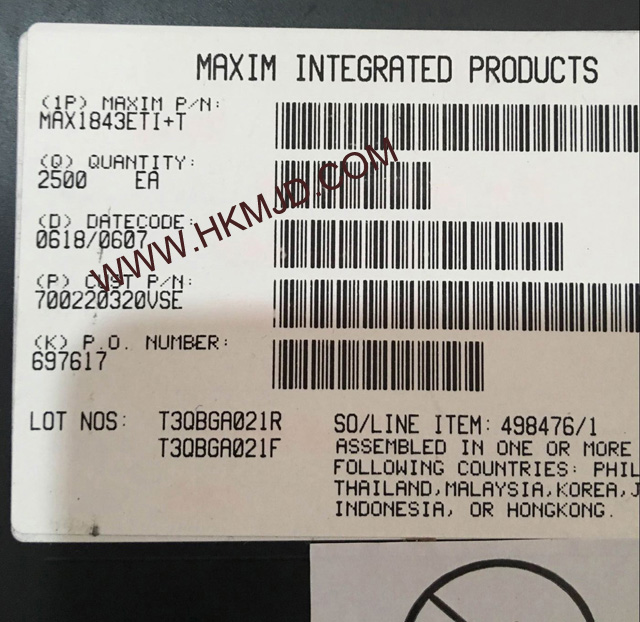 MAXIM INTEGRATED PRODUCTS
(1P) MAXIM P/N:
MAX1843ETI+T
(Q) QUANTITY:
2500 EA
(D) DATECODE:
0618/0607
(P) CUST P/N:
700220320VSE
(K) P.O. NUMBER:
697617
LOT NOS: T3QBGA021R
T3QBGA021F
SO/LINE ITEM: 498476/1
ASSEMBLED IN ONE OR MORE
FOLLOWING COUNTRIES: PHIL
THAILAND,MALAYSIA,KOREA,J
INDONESIA, OR HONGKONG.
WWW.HKMJD.COM